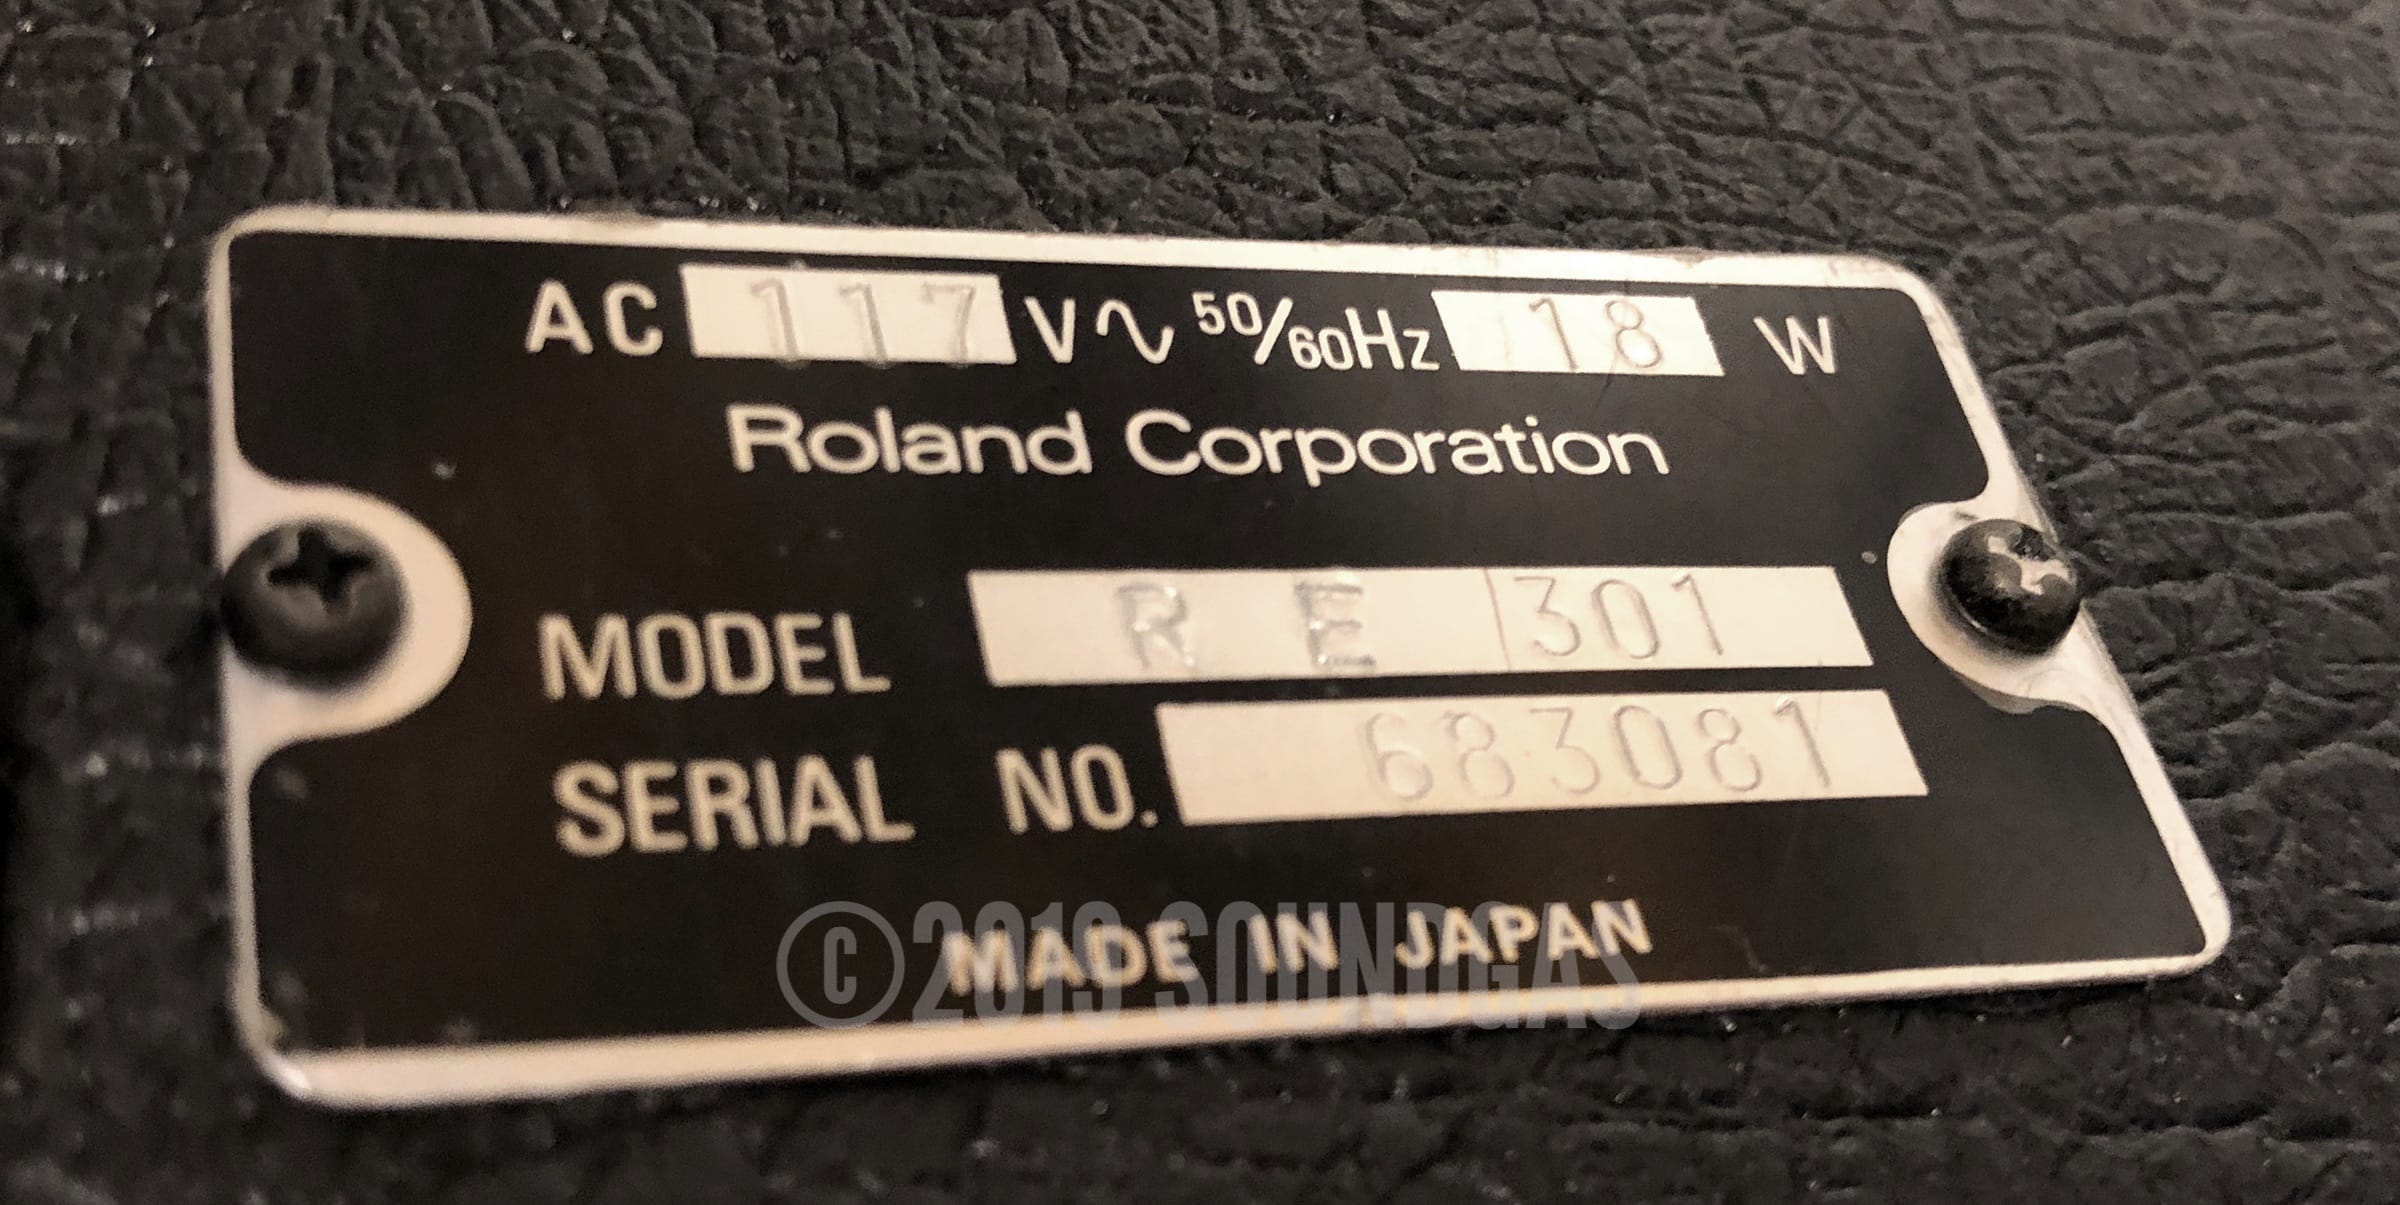 AC 117 V∿ 50/60Hz 18 W
Roland Corporation
MODEL RE 301
SERIAL NO. 683081
MADE IN JAPAN
©2019 SOUNDGAS